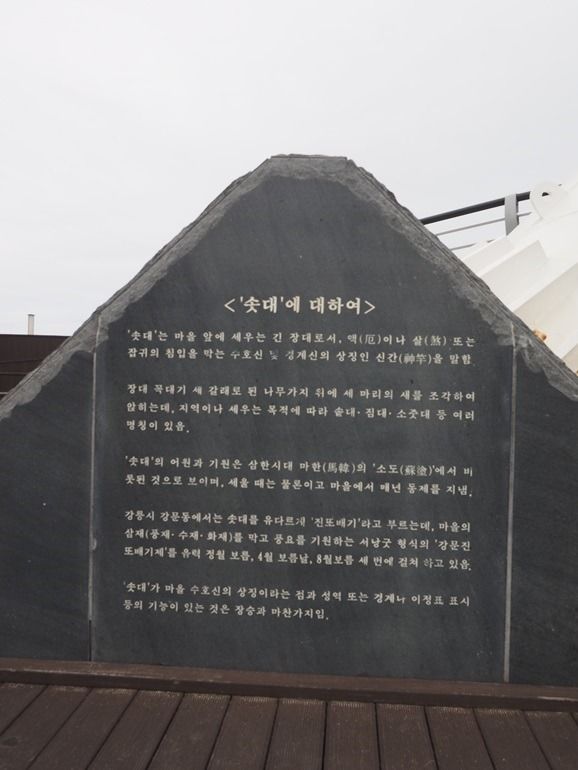 <'솟대'에 대하여>
'솟대'는 마을 앞에 세우는 긴 장대로서, 액(厄)이나 살(煞) 또는
잡귀의 침입을 막는 수호신 및 경계신의 상징인 신간(神竿)을 말함.
장대 꼭대기 세 갈래로 된 나무가지 위에 세 마리의 새를 조각하여
앉히는데, 지역이나 세우는 목적에 따라 솔대·짐대·소줏대 등 여러
명칭이 있음.
'솟대'의 어원과 기원은 삼한시대 마한(馬韓)의 '소도(蘇塗)'에서 비
롯된 것으로 보이며, 세울 때는 물론이고 마을에서 매년 동제를 지냄.
강릉시 강문동에서는 솟대를 유다르게 '진또배기'라고 부르는데, 마을의
삼재(풍재·수재·화재)를 막고 풍요를 기원하는 서낭굿 형식의 '강문진
또배기제'를 음력 정월 보름, 4월 보름날, 8월보름 세 번에 걸쳐 하고 있음.
'솟대'가 마을 수호신의 상징이라는 점과 성역 또는 경계나 이정표 표시
등의 기능이 있는 것은 장승과 마찬가지임.